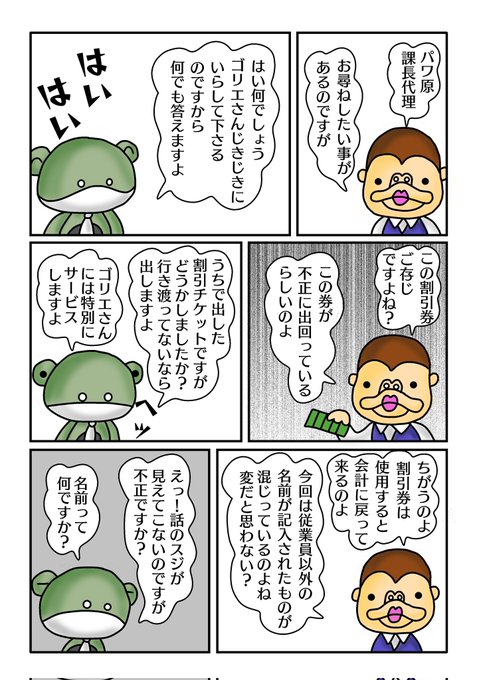 パワ原
課長代理
お尋ねしたい事が
あるのですが
はい何でしょう
ゴリエさんじきじきに
いらして下さる
のですから
何でも答えますよ
はい
はい
この割引券
ご存じ
ですよね?
この券が
不正に出回っている
らしいのよ
うちで出した
割引チケットですが
どうかしましたか?
行き渡ってないなら
出しますよ
ゴリエさん
には特別に
サービス
しますよ
ヘッ
ちがうのよ
割引券は
使用すると
会計に戻って
来るのよ
今回は従業員以外の
名前が記入されたものが
混じっているのよね
変だと思わない?
えっ!話のスジが
見えてこないのですが
不正ですか?
名前って
何ですか?